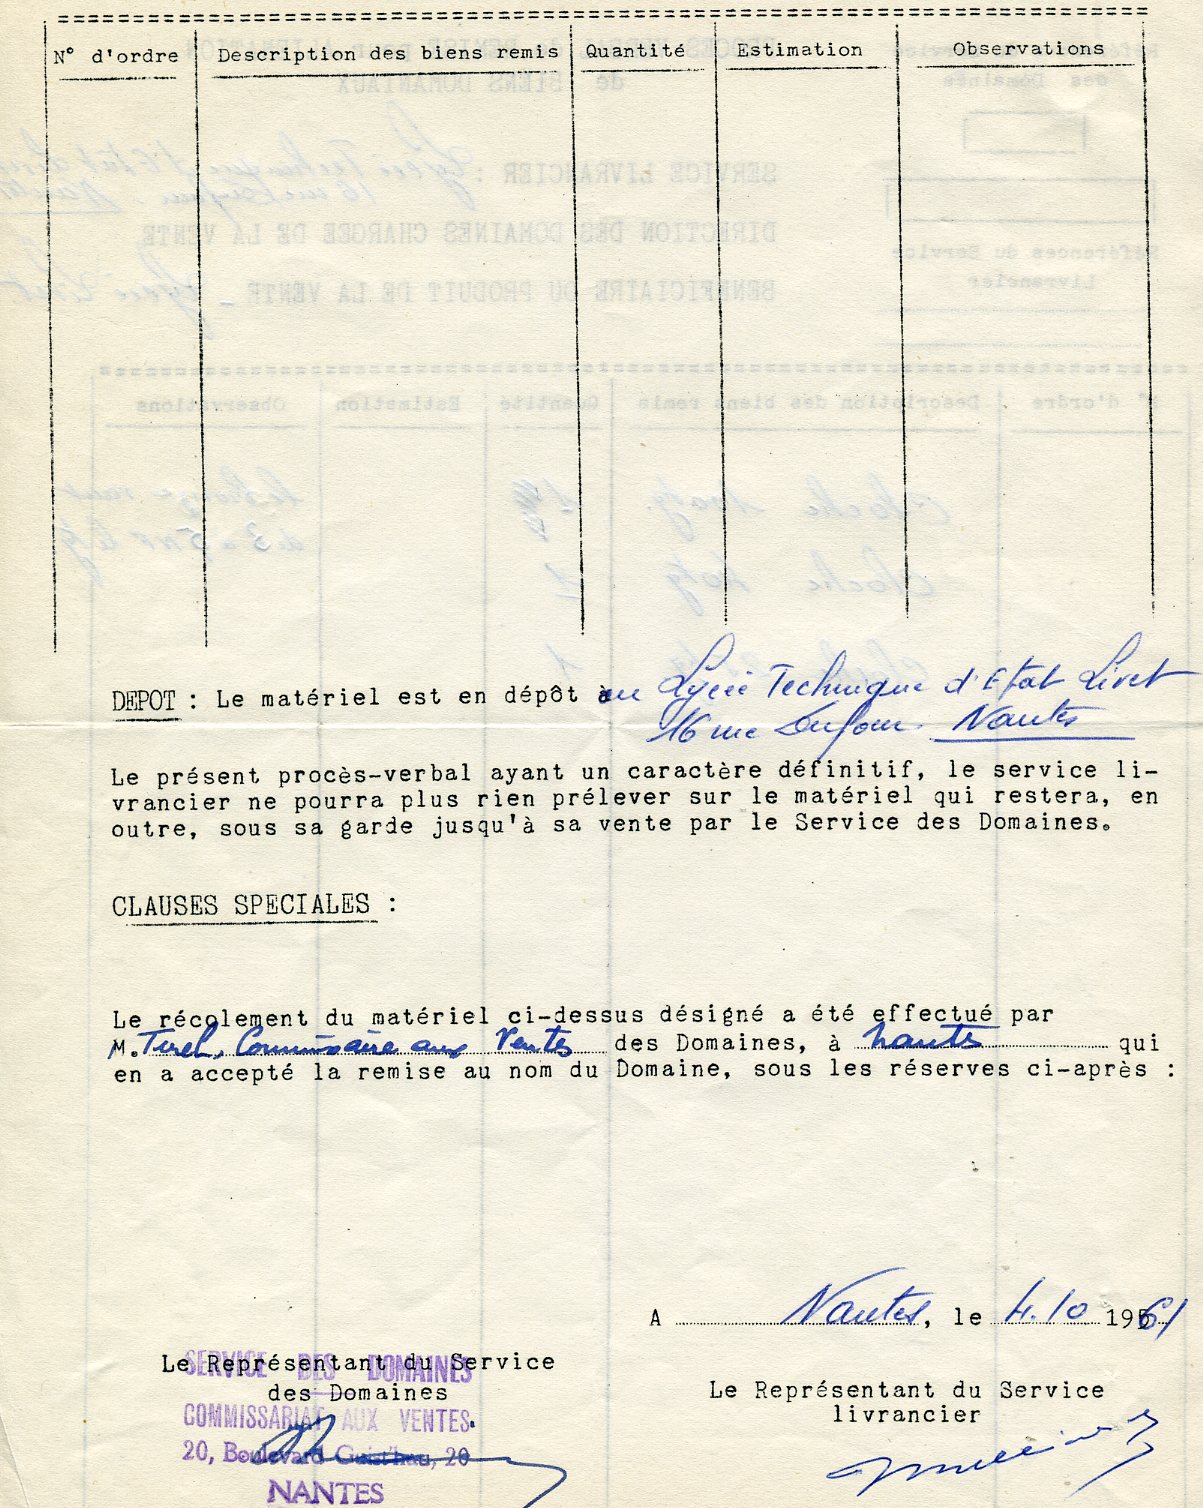 N° d'ordre Description des biens remis Quantité Estimation Observations
DEPOT : Le matériel est en dépôt au Lycée Technique d'Etat Livet
16 rue Dufour. Nantes
Le présent procès-verbal ayant un caractère définitif, le service li-
vrancier ne pourra plus rien prélever sur le matériel qui restera, en
outre, sous sa garde jusqu'à sa vente par le Service des Domaines.
CLAUSES SPECIALES :
Le récolement du matériel ci-dessus désigné a été effectué par
M. Commissaire aux Ventes des Domaines, à Nantes qui
en a accepté la remise au nom du Domaine, sous les réserves ci-après :
A Nantes, le 4.10 1961
Le Représentant du Service
des Domaines
SERVICE DES DOMAINES
COMMISSARIAT AUX VENTES.
20, Boulevard Guist'hau, 20
NANTES
Le Représentant du Service
livrancier